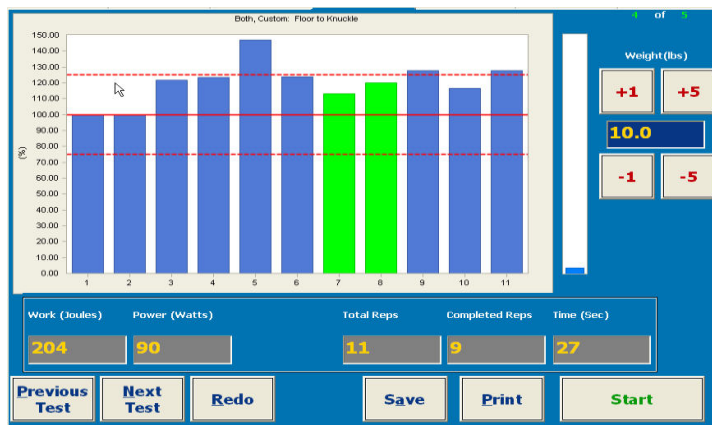 Both, Custom: Floor to Knuckle
4 of 5
150.00
140.00
130.00
120.00
110.00
100.00
90.00
80.00
70.00
60.00
50.00
40.00
30.00
20.00
10.00
0.00
(%)
1 2 3 4 5 6 7 8 9 10 11
Weight(lbs)
+1 +5
10.0
-1 -5
Work (Joules) Power (Watts) Total Reps Completed Reps Time (Sec)
204 90 11 9 27
Previous Test
Next Test
Redo
Save
Print
Start